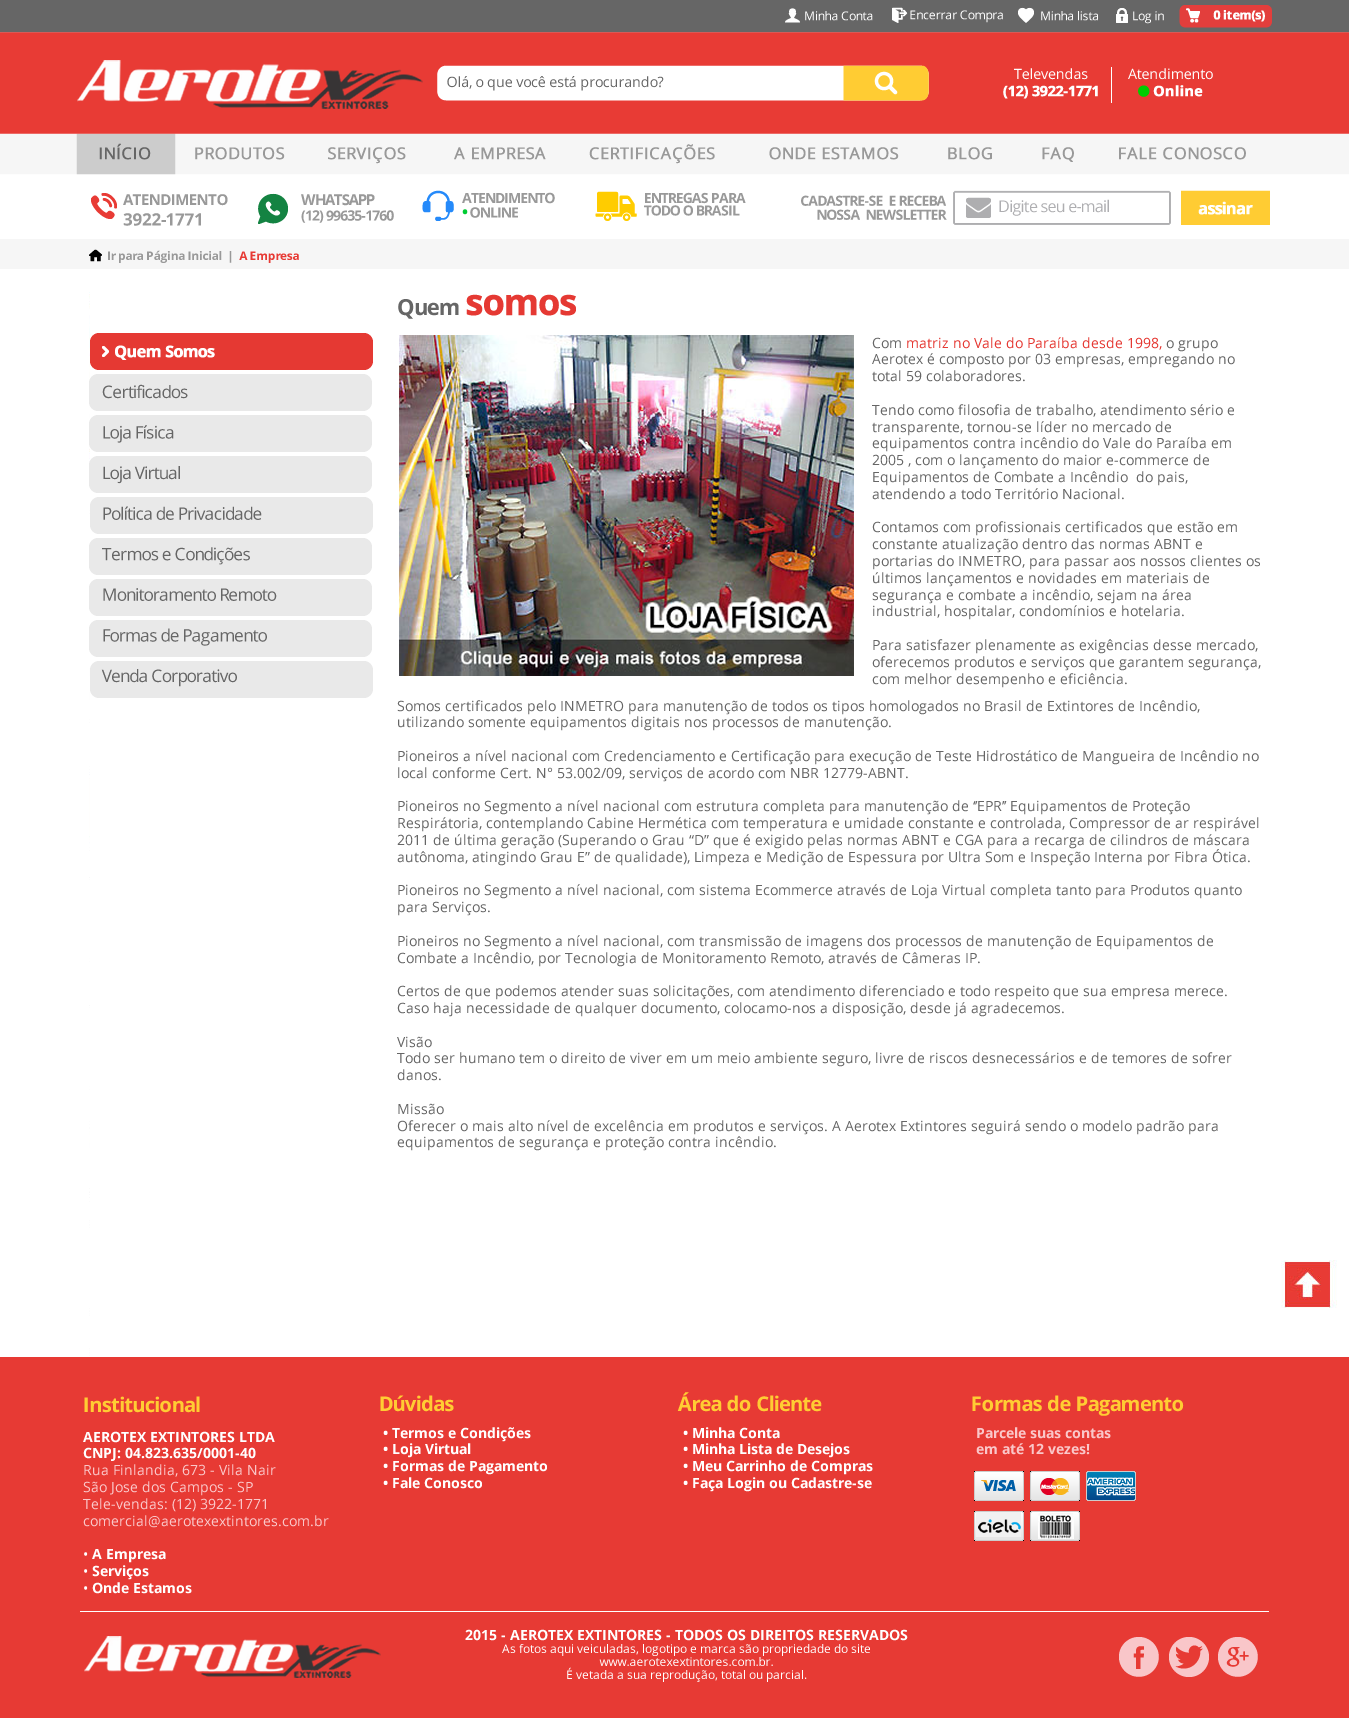 Minha Conta
Encerrar Compra
Minha lista
Log in
0 item(s)
Aerotex
EXTINTORES
Olá, o que você está procurando?
Televendas
(12) 3922-1771
Atendimento
Online
INÍCIO
PRODUTOS
SERVIÇOS
A EMPRESA
CERTIFICAÇÕES
ONDE ESTAMOS
BLOG
FAQ
FALE CONOSCO
ATENDIMENTO
3922-1771
WHATSAPP
(12) 99635-1760
ATENDIMENTO
• ONLINE
ENTREGAS PARA
TODO O BRASIL
CADASTRE-SE E RECEBA
NOSSA NEWSLETTER
Digite seu e-mail
assinar
Ir para Página Inicial | A Empresa
Quem somos
Quem Somos
Certificados
Loja Física
Loja Virtual
Política de Privacidade
Termos e Condições
Monitoramento Remoto
Formas de Pagamento
Venda Corporativo
LOJA FÍSICA
Clique aqui e veja mais fotos da empresa
Com matriz no Vale do Paraíba desde 1998, o grupo
Aerotex é composto por 03 empresas, empregando no
total 59 colaboradores.
Tendo como filosofia de trabalho, atendimento sério e
transparente, tornou-se líder no mercado de
equipamentos contra incêndio do Vale do Paraíba em
2005 , com o lançamento do maior e-commerce de
Equipamentos de Combate a Incêndio do pais,
atendendo a todo Território Nacional.
Contamos com profissionais certificados que estão em
constante atualização dentro das normas ABNT e
portarias do INMETRO, para passar aos nossos clientes os
últimos lançamentos e novidades em materiais de
segurança e combate a incêndio, sejam na área
industrial, hospitalar, condomínios e hotelaria.
Para satisfazer plenamente as exigências desse mercado,
oferecemos produtos e serviços que garantem segurança,
com melhor desempenho e eficiência.
Somos certificados pelo INMETRO para manutenção de todos os tipos homologados no Brasil de Extintores de Incêndio,
utilizando somente equipamentos digitais nos processos de manutenção.
Pioneiros a nível nacional com Credenciamento e Certificação para execução de Teste Hidrostático de Mangueira de Incêndio no
local conforme Cert. N° 53.002/09, serviços de acordo com NBR 12779-ABNT.
Pioneiros no Segmento a nível nacional com estrutura completa para manutenção de “EPR” Equipamentos de Proteção
Respirátoria, contemplando Cabine Hermética com temperatura e umidade constante e controlada, Compressor de ar respirável
2011 de última geração (Superando o Grau “D” que é exigido pelas normas ABNT e CGA para a recarga de cilindros de máscara
autônoma, atingindo Grau E” de qualidade), Limpeza e Medição de Espessura por Ultra Som e Inspeção Interna por Fibra Ótica.
Pioneiros no Segmento a nível nacional, com sistema Ecommerce através de Loja Virtual completa tanto para Produtos quanto
para Serviços.
Pioneiros no Segmento a nível nacional, com transmissão de imagens dos processos de manutenção de Equipamentos de
Combate a Incêndio, por Tecnologia de Monitoramento Remoto, através de Câmeras IP.
Certos de que podemos atender suas solicitações, com atendimento diferenciado e todo respeito que sua empresa merece.
Caso haja necessidade de qualquer documento, colocamo-nos a disposição, desde já agradecemos.
Visão
Todo ser humano tem o direito de viver em um meio ambiente seguro, livre de riscos desnecessários e de temores de sofrer
danos.
Missão
Oferecer o mais alto nível de excelência em produtos e serviços. A Aerotex Extintores seguirá sendo o modelo padrão para
equipamentos de segurança e proteção contra incêndio.
Institucional
AEROTEX EXTINTORES LTDA
CNPJ: 04.823.635/0001-40
Rua Finlandia, 673 - Vila Nair
São Jose dos Campos - SP
Tele-vendas: (12) 3922-1771
comercial@aerotexextintores.com.br
• A Empresa
• Serviços
• Onde Estamos
Dúvidas
• Termos e Condições
• Loja Virtual
• Formas de Pagamento
• Fale Conosco
Área do Cliente
• Minha Conta
• Minha Lista de Desejos
• Meu Carrinho de Compras
• Faça Login ou Cadastre-se
Formas de Pagamento
Parcele suas contas
em até 12 vezes!
VISA
MasterCard
AMERICAN EXPRESS
cielo
BOLETO
Aerotex
EXTINTORES
2015 - AEROTEX EXTINTORES - TODOS OS DIREITOS RESERVADOS
As fotos aqui veiculadas, logotipo e marca são propriedade do site
www.aerotexextintores.com.br.
É vetada a sua reprodução, total ou parcial.
f
g+